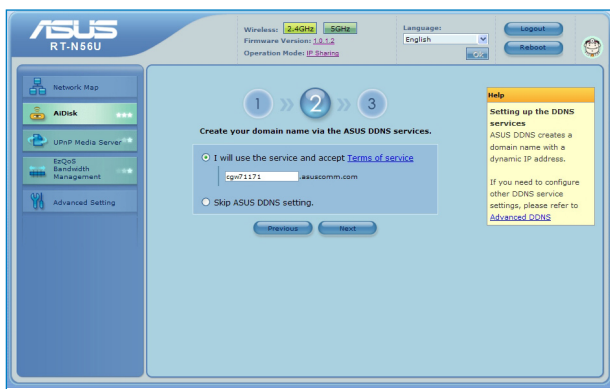 ASUS
RT-N56U
Wireless: 2.4GHz 5GHz
Firmware Version: 1.0.1.2
Operation Mode: IP Sharing
Language:
English
Logout
Reboot
Network Map
AiDisk
UPnP Media Server
EzQoS
Bandwidth
Management
Advanced Setting
1 » 2 » 3
Create your domain name via the ASUS DDNS services.
I will use the service and accept Terms of service
cgw71171 .asuscomm.com
Skip ASUS DDNS setting.
Previous Next
Help
Setting up the DDNS
services
ASUS DDNS creates a
domain name with a
dynamic IP address.
If you need to configure
other DDNS service
settings, please refer to
Advanced DDNS